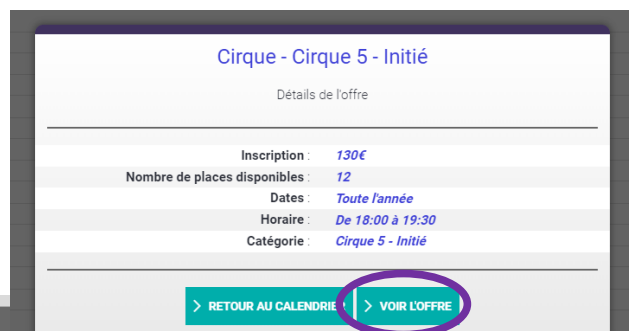 Cirque - Cirque 5 - Initié
Détails de l'offre
Inscription : 130€
Nombre de places disponibles : 12
Dates : Toute l'année
Horaire : De 18:00 à 19:30
Catégorie : Cirque 5 - Initié
> RETOUR AU CALENDRIER > VOIR L'OFFRE